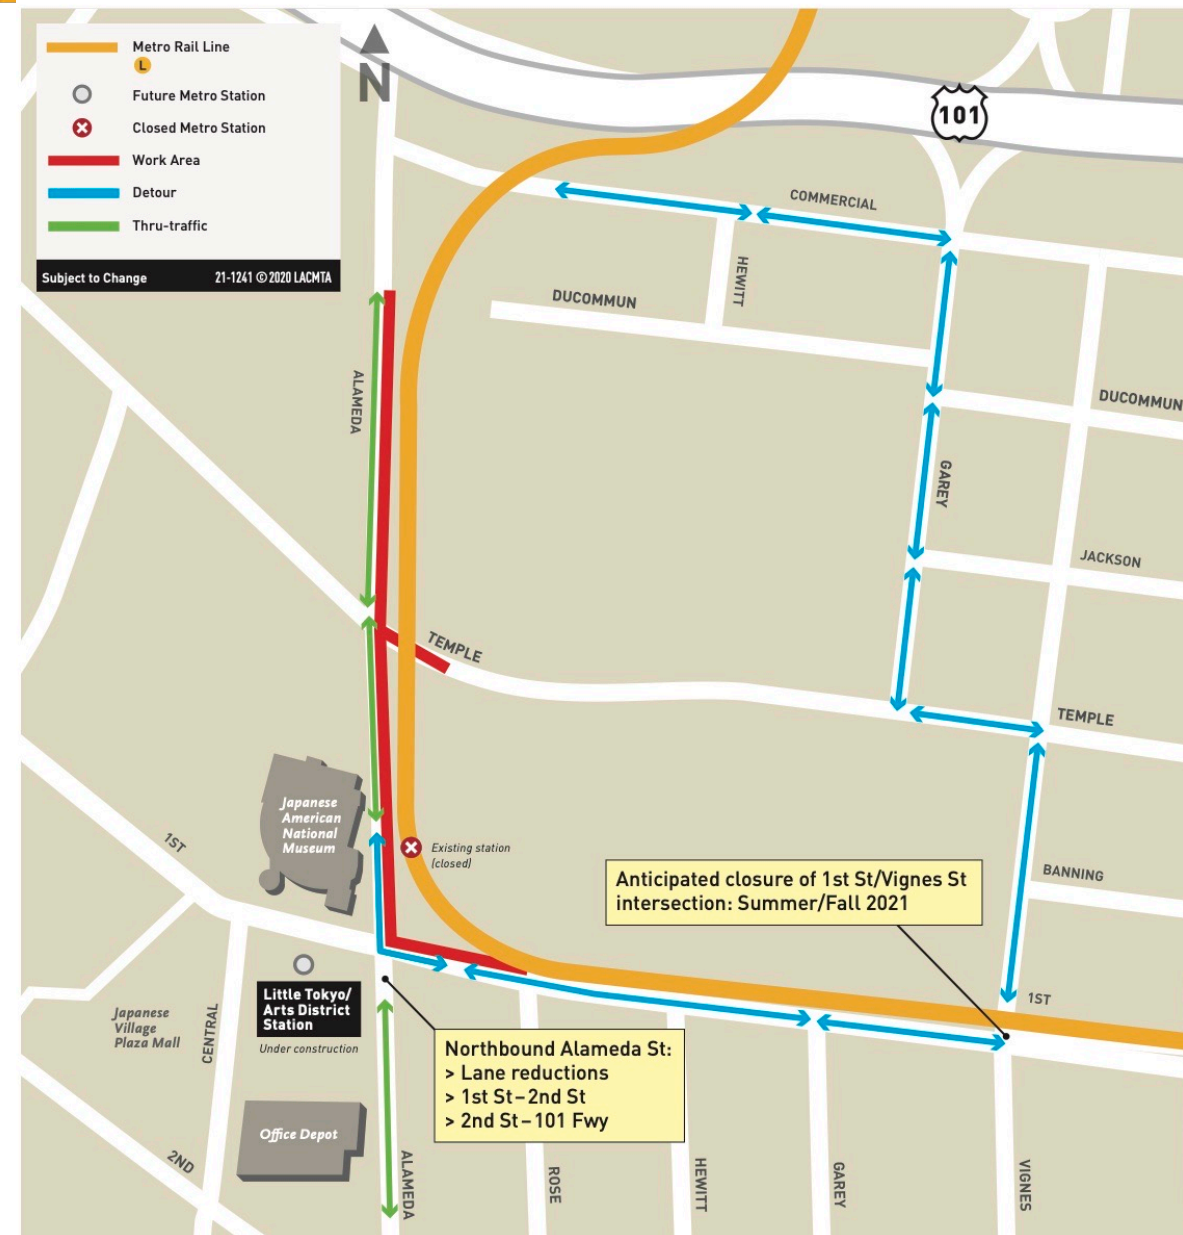 Metro Rail Line
L
Future Metro Station
Closed Metro Station
Work Area
Detour
Thru-traffic
Subject to Change
21-1241 © 2020 LACMTA
N
101
COMMERCIAL
HEWITT
DUCOMMUN
ALAMEDA
DUCOMMUN
GAREY
JACKSON
TEMPLE
TEMPLE
Japanese
American
National
Museum
1ST
Existing station
(closed)
Anticipated closure of 1st St/Vignes St
intersection: Summer/Fall 2021
BANNING
1ST
Little Tokyo/
Arts District
Station
Under construction
Japanese
Village
Plaza Mall
CENTRAL
Northbound Alameda St:
> Lane reductions
> 1st St–2nd St
> 2nd St–101 Fwy
Office Depot
2ND
ALAMEDA
ROSE
HEWITT
GAREY
VIGNES